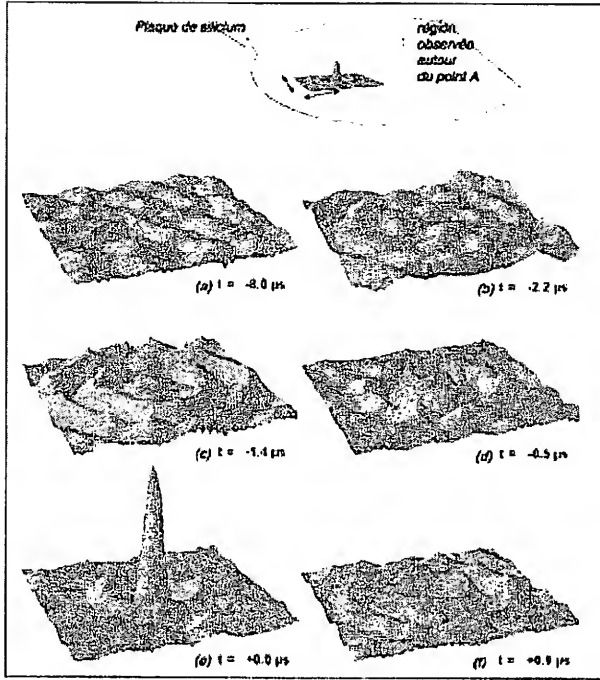 Plaque de silicium
région
observée
autour
du point A
(a) t = -8.0 µs
(b) t = -2.2 µs
(c) t = -1.4 µs
(d) t = -0.5 µs
(e) t = +0.0 µs
(f) t = +0.9 µs